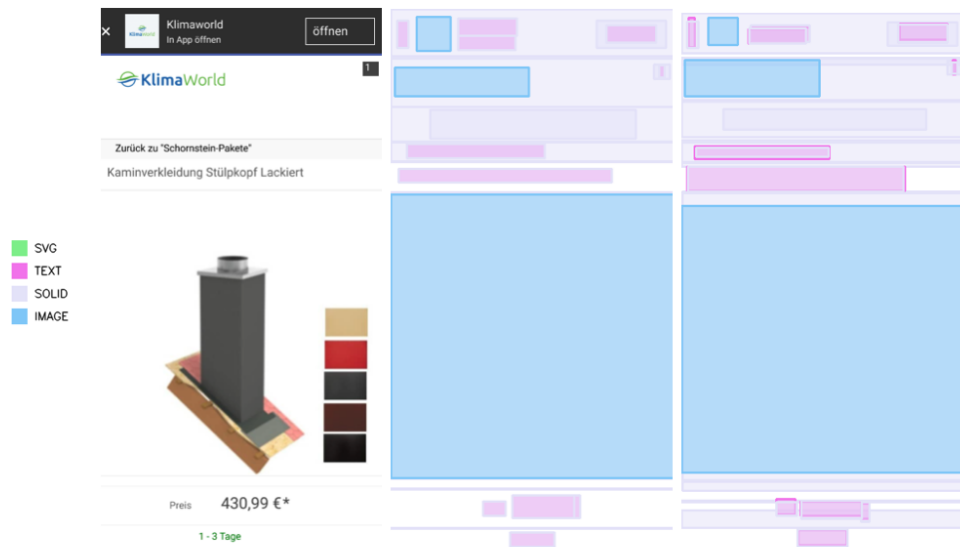 ×
Klimaworld
In App öffnen
öffnen
KlimaWorld
1
Zurück zu "Schornstein-Pakete"
Kaminverkleidung Stülpkopf Lackiert
SVG
TEXT
SOLID
IMAGE
Preis 430,99 €*
1 - 3 Tage